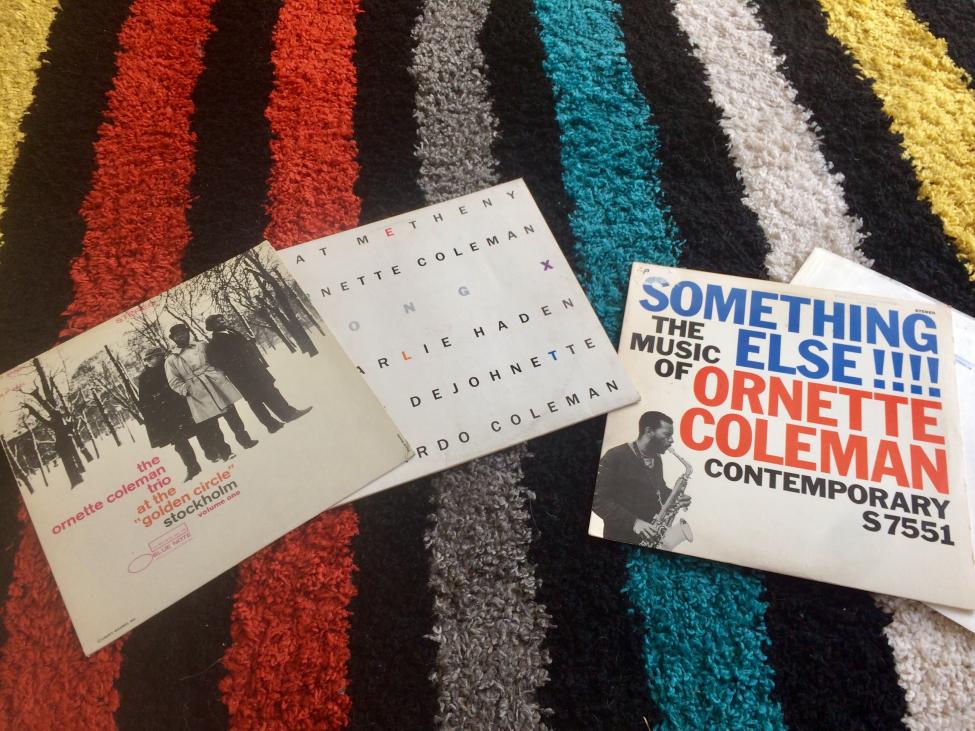 STEREO
the
ornette coleman
trio
at the
"golden circle"
stockholm
volume one
BLUE NOTE
AT METHENY
NETTE COLEMAN
ONG X
ARLIE HADEN
DEJOHNETTE
RDO COLEMAN
STEREO
SOMETHING
ELSE!!!!
THE
MUSIC
OF
ORNETTE
COLEMAN
CONTEMPORARY
S7551